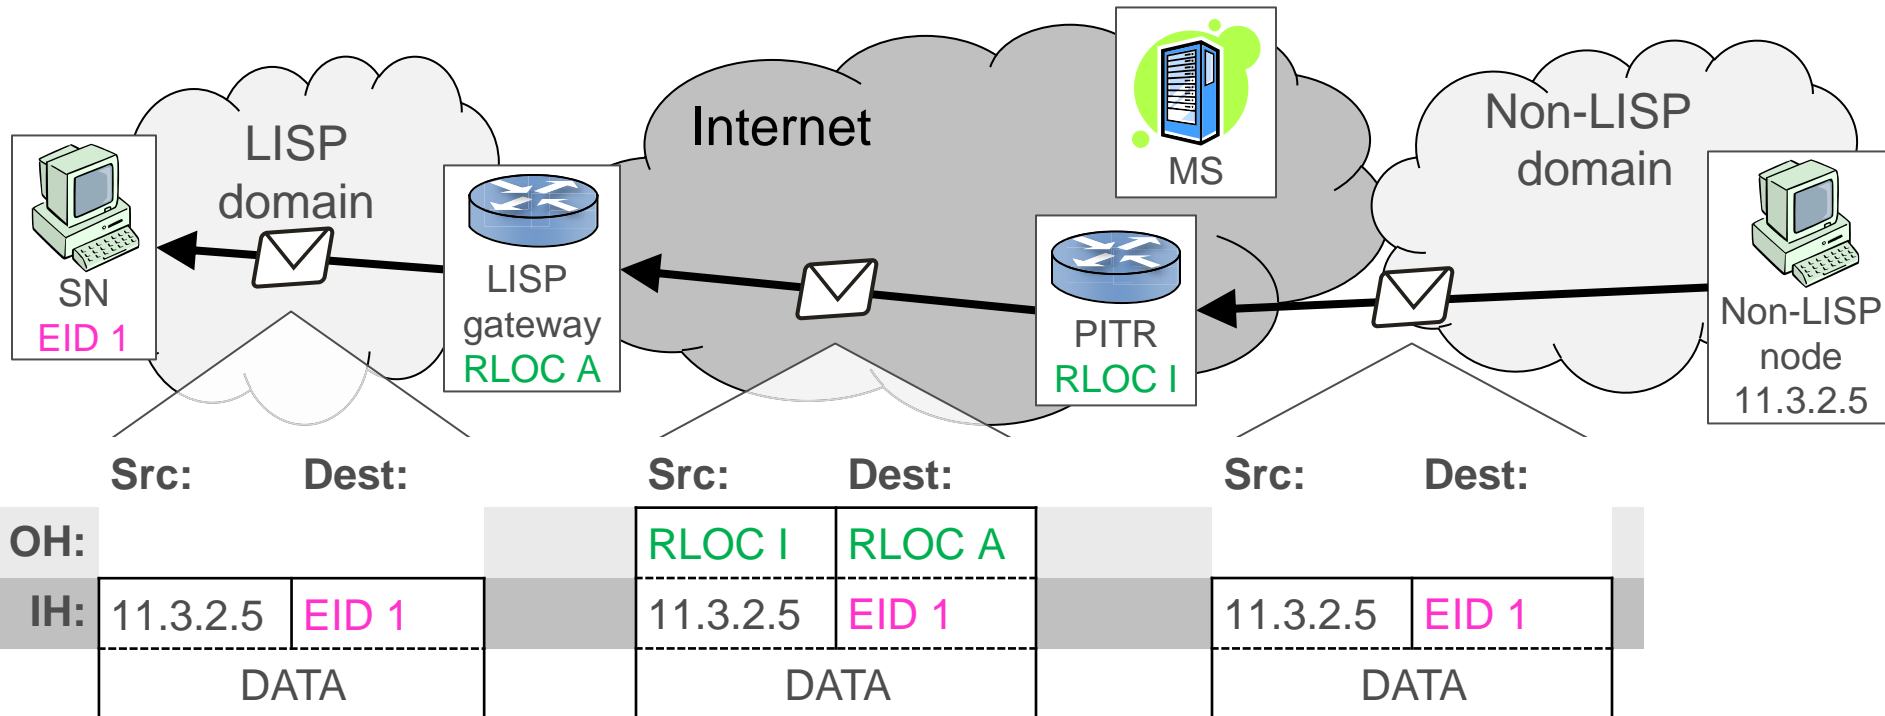 Internet
MS
LISP
domain
Non-LISP
domain
SN
EID 1
LISP
gateway
RLOC A
PITR
RLOC I
Non-LISP
node
11.3.2.5
Src: Dest: Src: Dest: Src: Dest:
OH: RLOC I RLOC A
IH: 11.3.2.5 EID 1 11.3.2.5 EID 1 11.3.2.5 EID 1
DATA DATA DATA